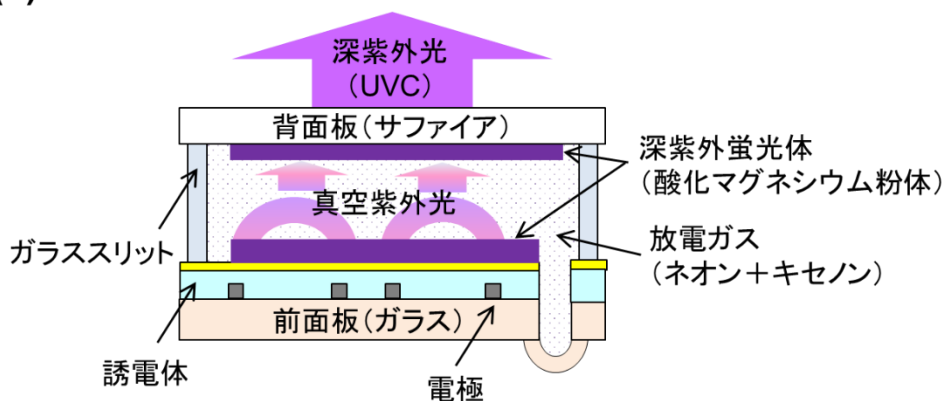 深紫外光
(UVC)
背面板(サファイア)
深紫外蛍光体
(酸化マグネシウム粉体)
真空紫外光
ガラススリット
放電ガス
(ネオン+キセノン)
前面板(ガラス)
誘電体
電極